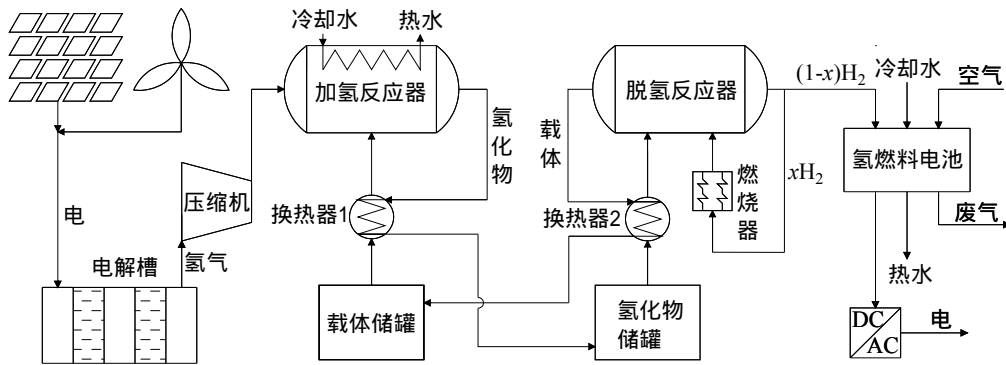 冷却水
热水
加氢反应器
氢化物
脱氢反应器
载体
(1-x)H₂
冷却水
空气
氢燃料电池
xH₂
燃烧器
压缩机
换热器1
换热器2
电
电解槽
氢气
废气
热水
载体储罐
氢化物
储罐
DC
AC
电